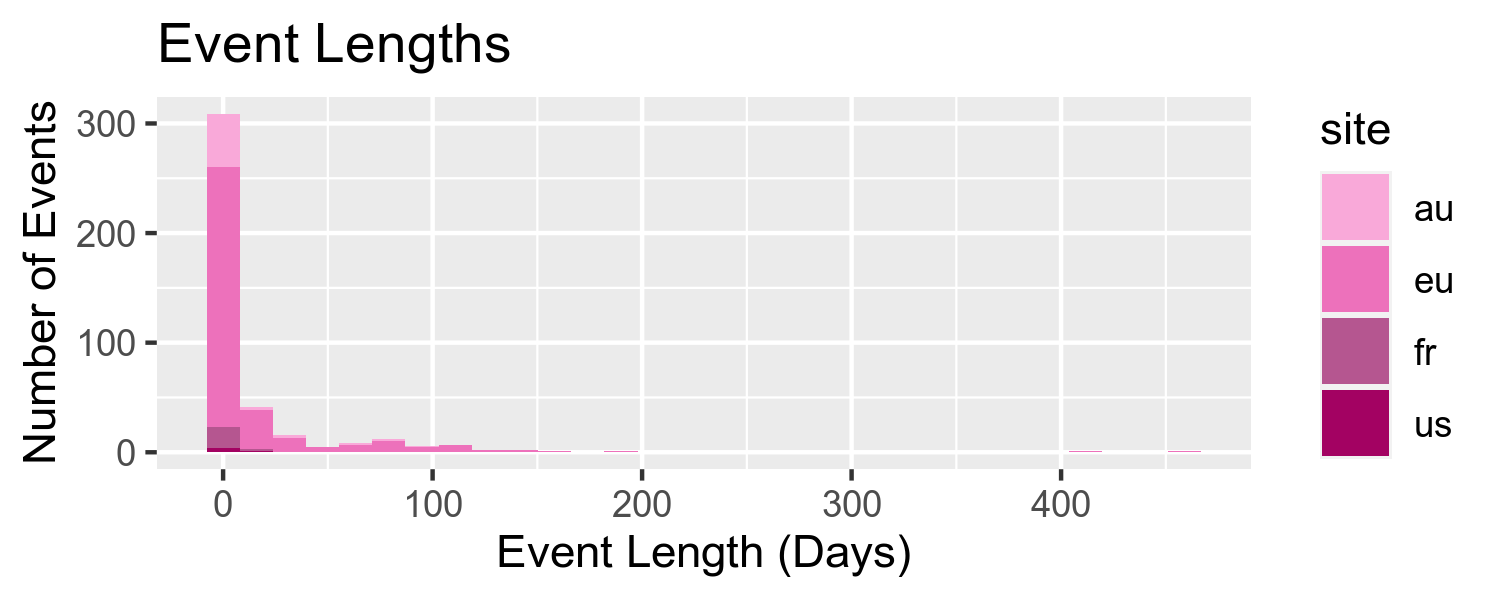 Event Lengths
Number of Events
300
200
100
0
0 100 200 300 400
Event Length (Days)
site
au
eu
fr
us